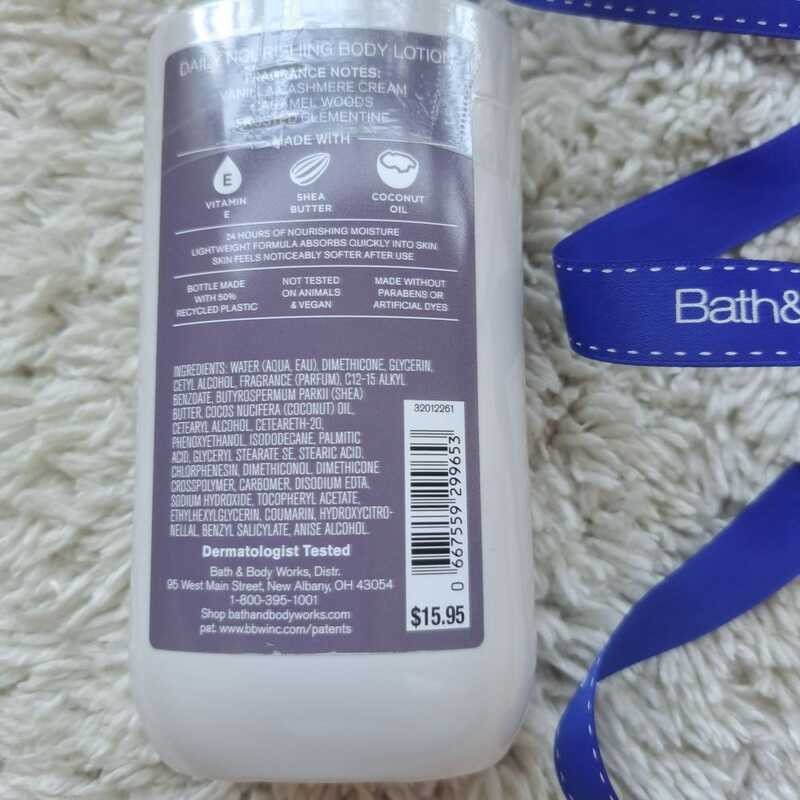 DAILY NOURISHING BODY LOTION
FRAGRANCE NOTES:
VANILLA CASHMERE CREAM
CARAMEL WOODS
FROSTED CLEMENTINE
MADE WITH
E
VITAMIN
E
SHEA
BUTTER
COCONUT
OIL
24 HOURS OF NOURISHING MOISTURE
LIGHTWEIGHT FORMULA ABSORBS QUICKLY INTO SKIN
SKIN FEELS NOTICEABLY SOFTER AFTER USE
BOTTLE MADE
WITH 50%
RECYCLED PLASTIC
NOT TESTED
ON ANIMALS
& VEGAN
MADE WITHOUT
PARABENS OR
ARTIFICIAL DYES
INGREDIENTS: WATER (AQUA, EAU), DIMETHICONE, GLYCERIN,
CETYL ALCOHOL, FRAGRANCE (PARFUM), C12-15 ALKYL
BENZOATE, BUTYROSPERMUM PARKII (SHEA)
BUTTER, COCOS NUCIFERA (COCONUT) OIL,
CETEARYL ALCOHOL, CETEARETH-20,
PHENOXYETHANOL, ISODODECANE, PALMITIC
ACID, GLYCERYL STEARATE SE, STEARIC ACID,
CHLORPHENESIN, DIMETHICONOL, DIMETHICONE
CROSSPOLYMER, CARBOMER, DISODIUM EDTA,
SODIUM HYDROXIDE, TOCOPHERYL ACETATE,
ETHYLHEXYLGLYCERIN, COUMARIN, HYDROXYCITRO-
NELLAL, BENZYL SALICYLATE, ANISE ALCOHOL.
32012261
0 667559 299653
$15.95
Dermatologist Tested
Bath & Body Works, Distr.
95 West Main Street, New Albany, OH 43054
1-800-395-1001
Shop bathandbodyworks.com
pat. www.bbwinc.com/patents
Bath&